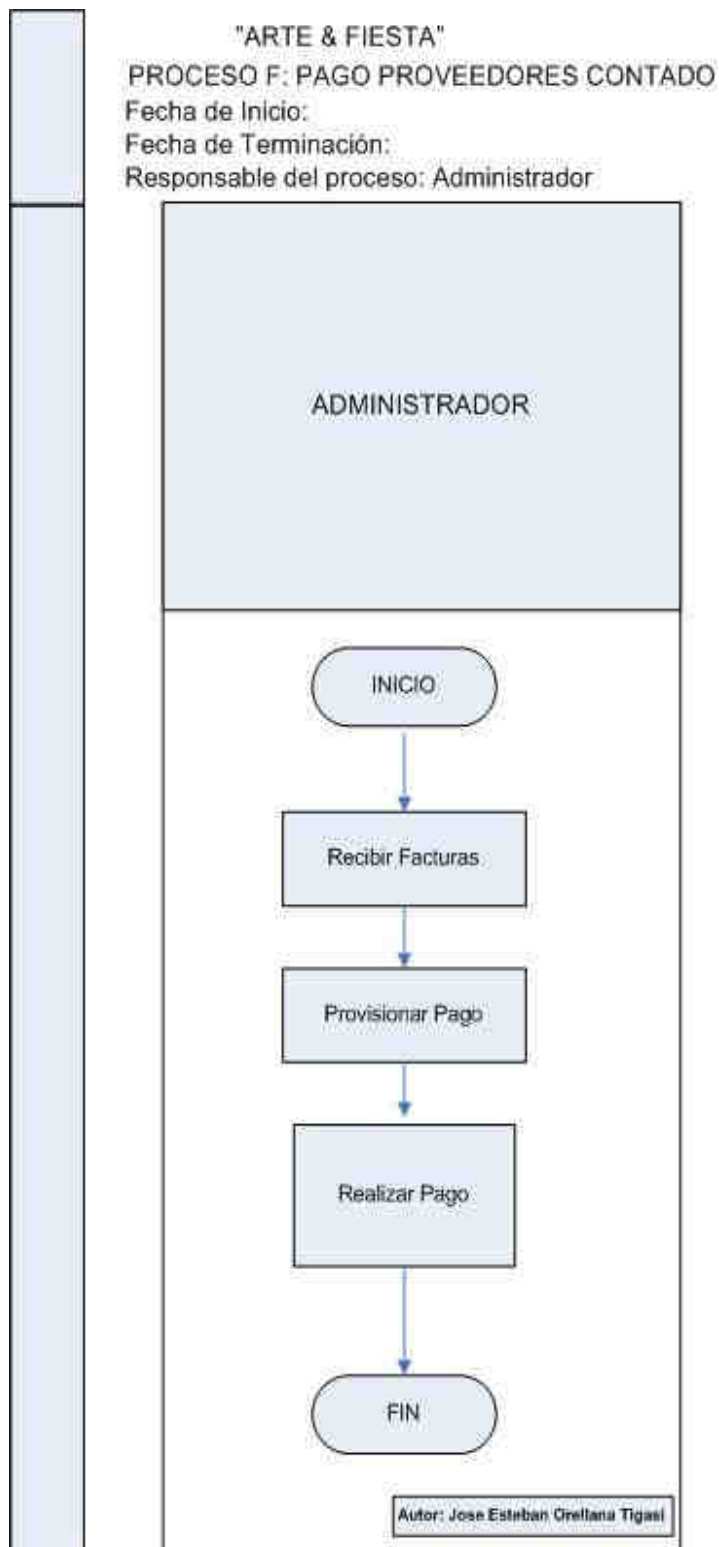 "ARTE & FIESTA"
PROCESO F: PAGO PROVEEDORES CONTADO
Fecha de Inicio:
Fecha de Terminación:
Responsable del proceso: Administrador
ADMINISTRADOR
INICIO
Recibir Facturas
Provisionar Pago
Realizar Pago
FIN
Autor: Jose Esteban Orellana Tigasi